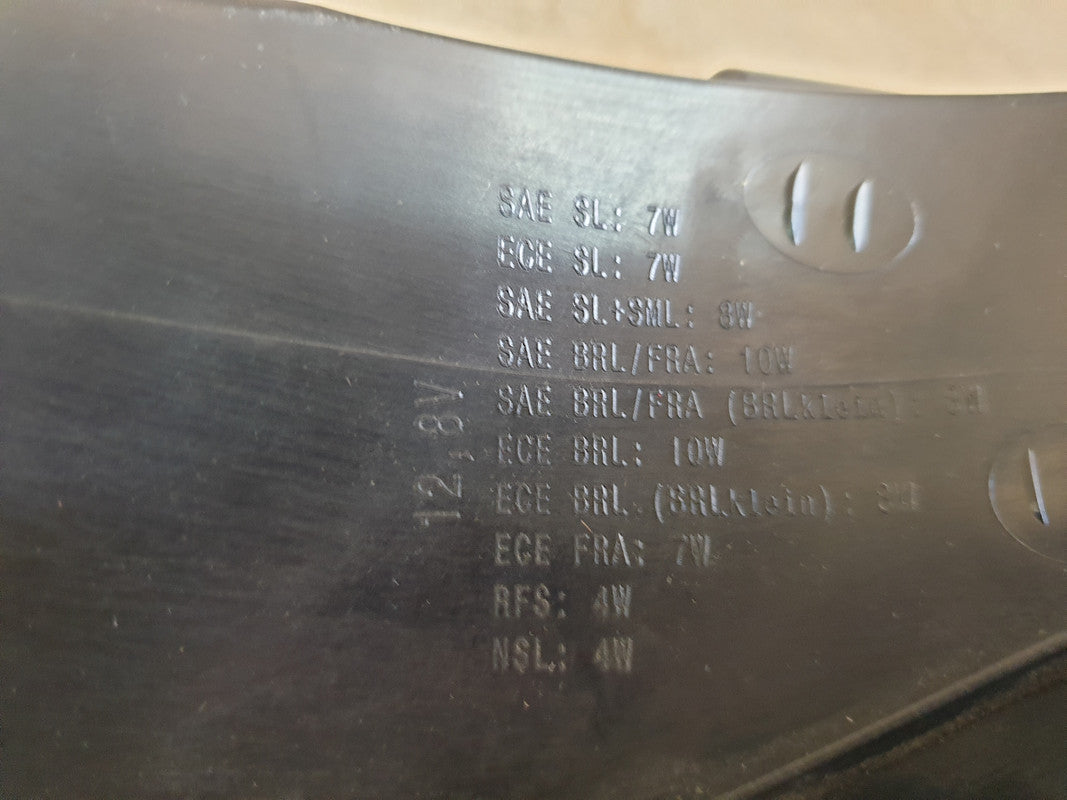 SAE SL: 7W
ECE SL: 7W
SAE SL+SML: 8W
SAE BRL/FRA: 10W
SAE BRL/FRA (BRLklein):
ECE BRL: 10W
ECE BRL (BRLklein):
ECE FRA: 7W
RFS: 4W
NSL: 4W
12,8V